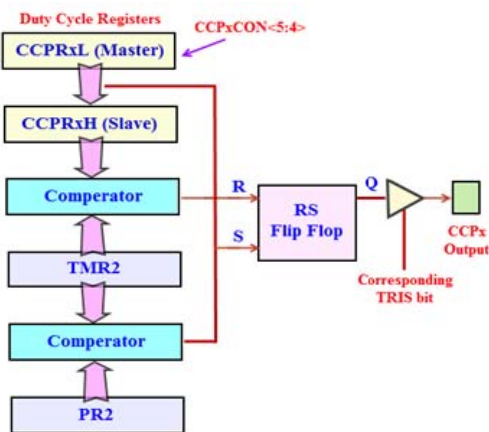 Duty Cycle Registers
CCPxCON<5:4>
CCPRxL (Master)
CCPRxH (Slave)
Comperator
R
Q
RS
Flip Flop
S
CCPx
Output
TMR2
Corresponding
TRIS bit
Comperator
PR2